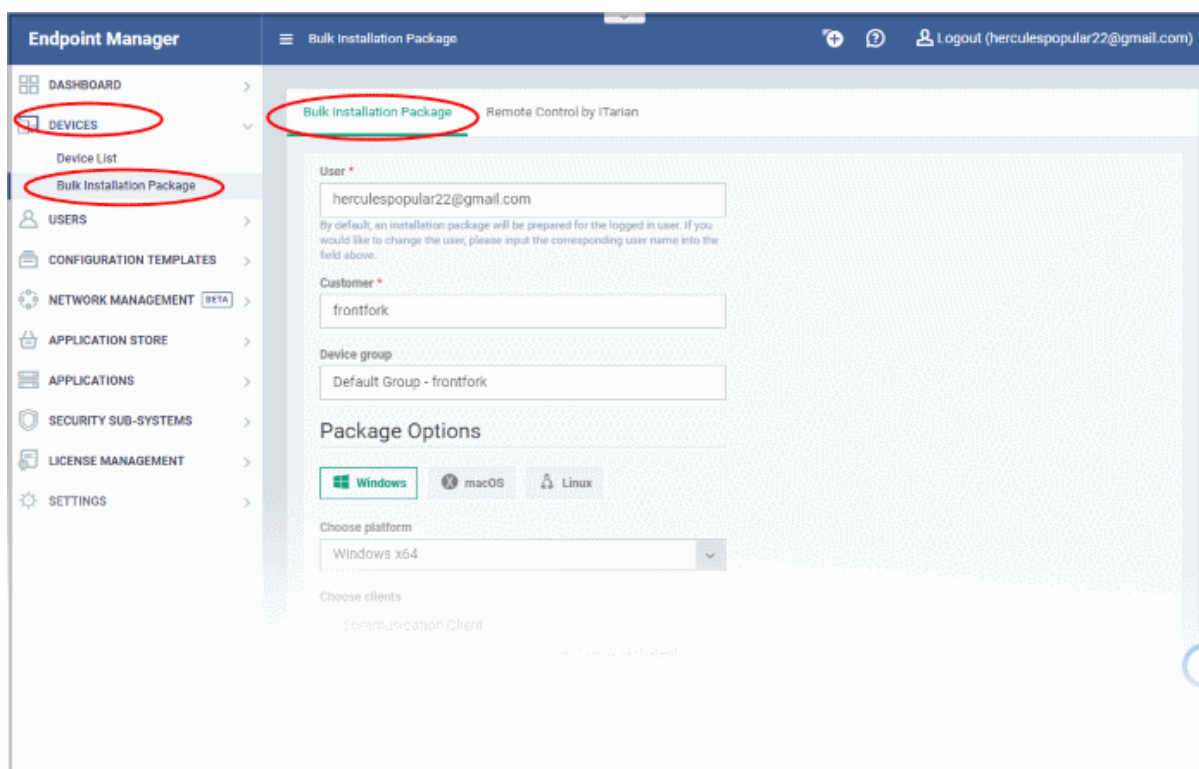 Endpoint Manager
Bulk Installation Package
Logout (herculespopular22@gmail.com)
DASHBOARD
DEVICES
Device List
Bulk Installation Package
USERS
CONFIGURATION TEMPLATES
NETWORK MANAGEMENT BETA
APPLICATION STORE
APPLICATIONS
SECURITY SUB-SYSTEMS
LICENSE MANAGEMENT
SETTINGS
Bulk Installation Package Remote Control by ITarian
User *
herculespopular22@gmail.com
By default, an installation package will be prepared for the logged in user. If you
would like to change the user, please input the corresponding user name into the
field above.
Customer *
frontfork
Device group
Default Group - frontfork
Package Options
Windows macOS Linux
Choose platform
Windows x64
Choose clients
Communication Client